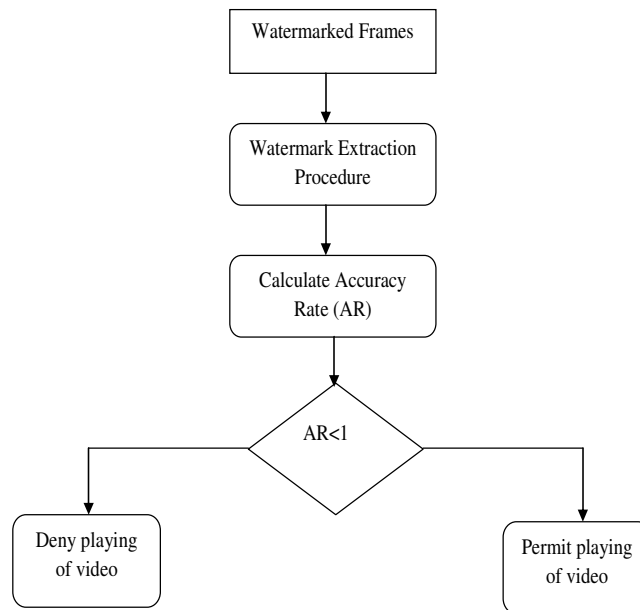 Watermarked Frames
Watermark Extraction
Procedure
Calculate Accuracy
Rate (AR)
AR<1
Deny playing
of video
Permit playing
of video